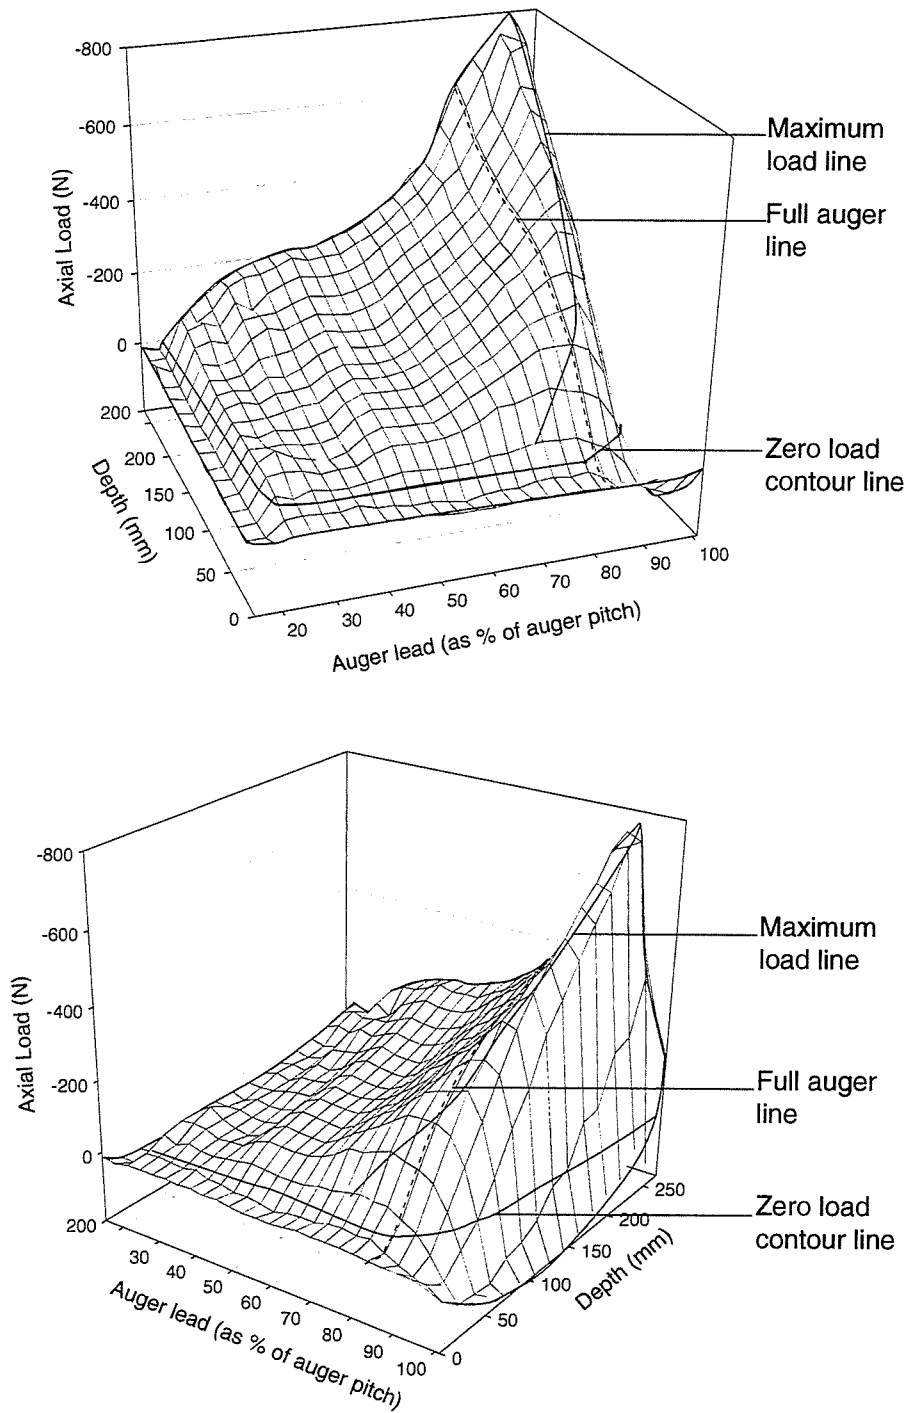 -800
-600
-400
-200
0
200
Axial Load (N)
Maximum
load line
Full auger
line
Zero load
contour line
200
150
100
50
0
Depth (mm)
20
30
40
50
60
70
80
90
100
Auger lead (as % of auger pitch)
-800
-600
-400
-200
0
200
Axial Load (N)
Maximum
load line
Full auger
line
Zero load
contour line
30
40
50
60
70
80
90
100
Auger lead (as % of auger pitch)
0
50
100
150
200
250
Depth (mm)